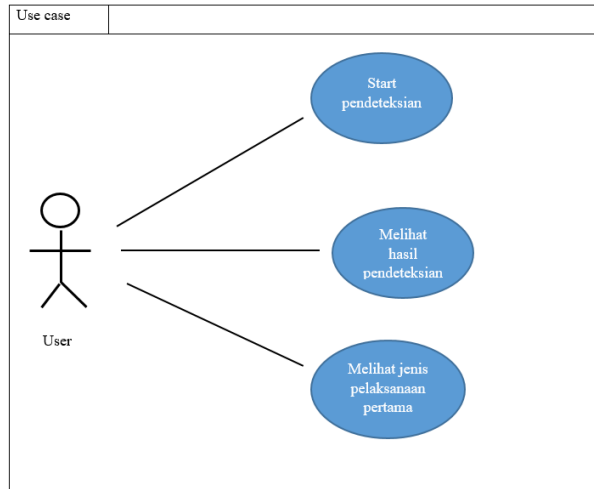 Use case
Start
pendeteksian
Melihat
hasil
pendeteksian
User
Melihat jenis
pelaksanaan
pertama